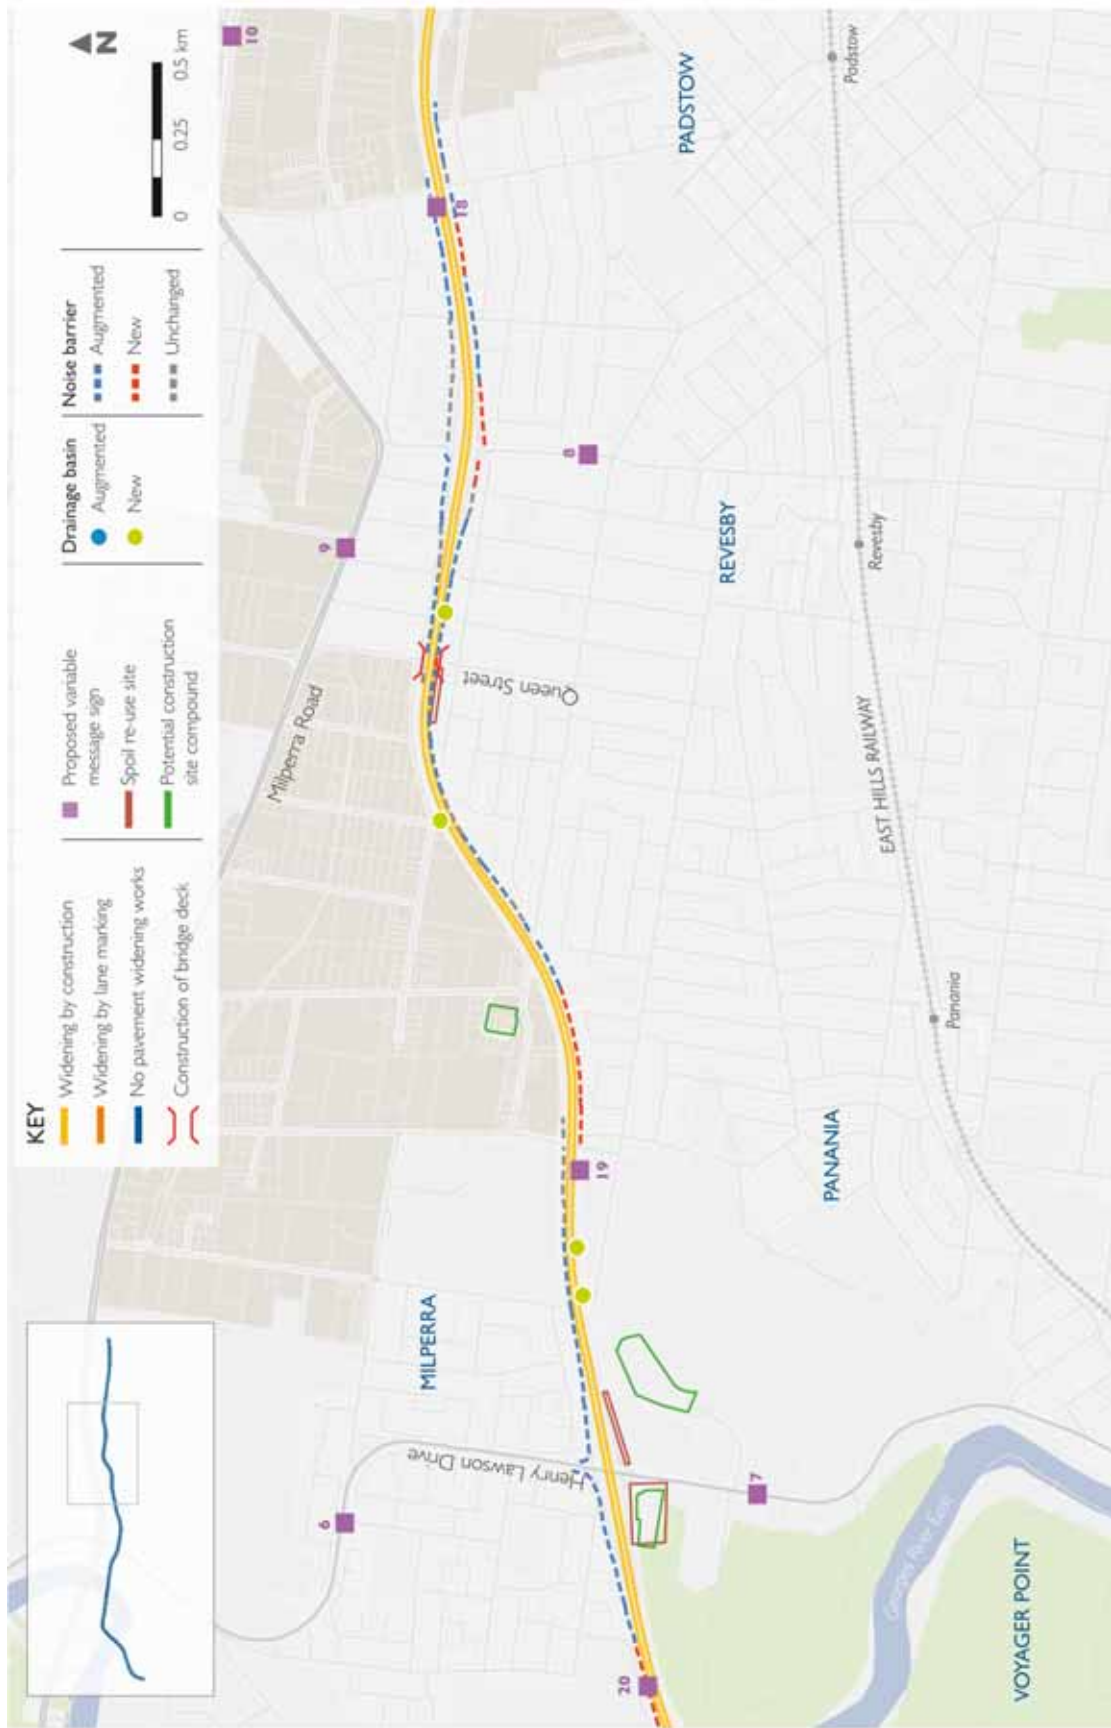 KEY
Widening by construction
Widening by lane marking
No pavement widening works
Construction of bridge deck
Proposed variable
message sign
Spoil re-use site
Potential construction
site compound
Drainage basin
Augmented
New
Noise barrier
Augmented
New
Unchanged
0
0.25
0.5 km
N
10
Milperra Road
9
18
PADSTOW
Padstow
8
Queen Street
REVESBY
Revesby
EAST HILLS RAILWAY
19
Panania
PANANIA
MILPERRA
Henry Lawson Drive
6
7
20
Georges River East
VOYAGER POINT